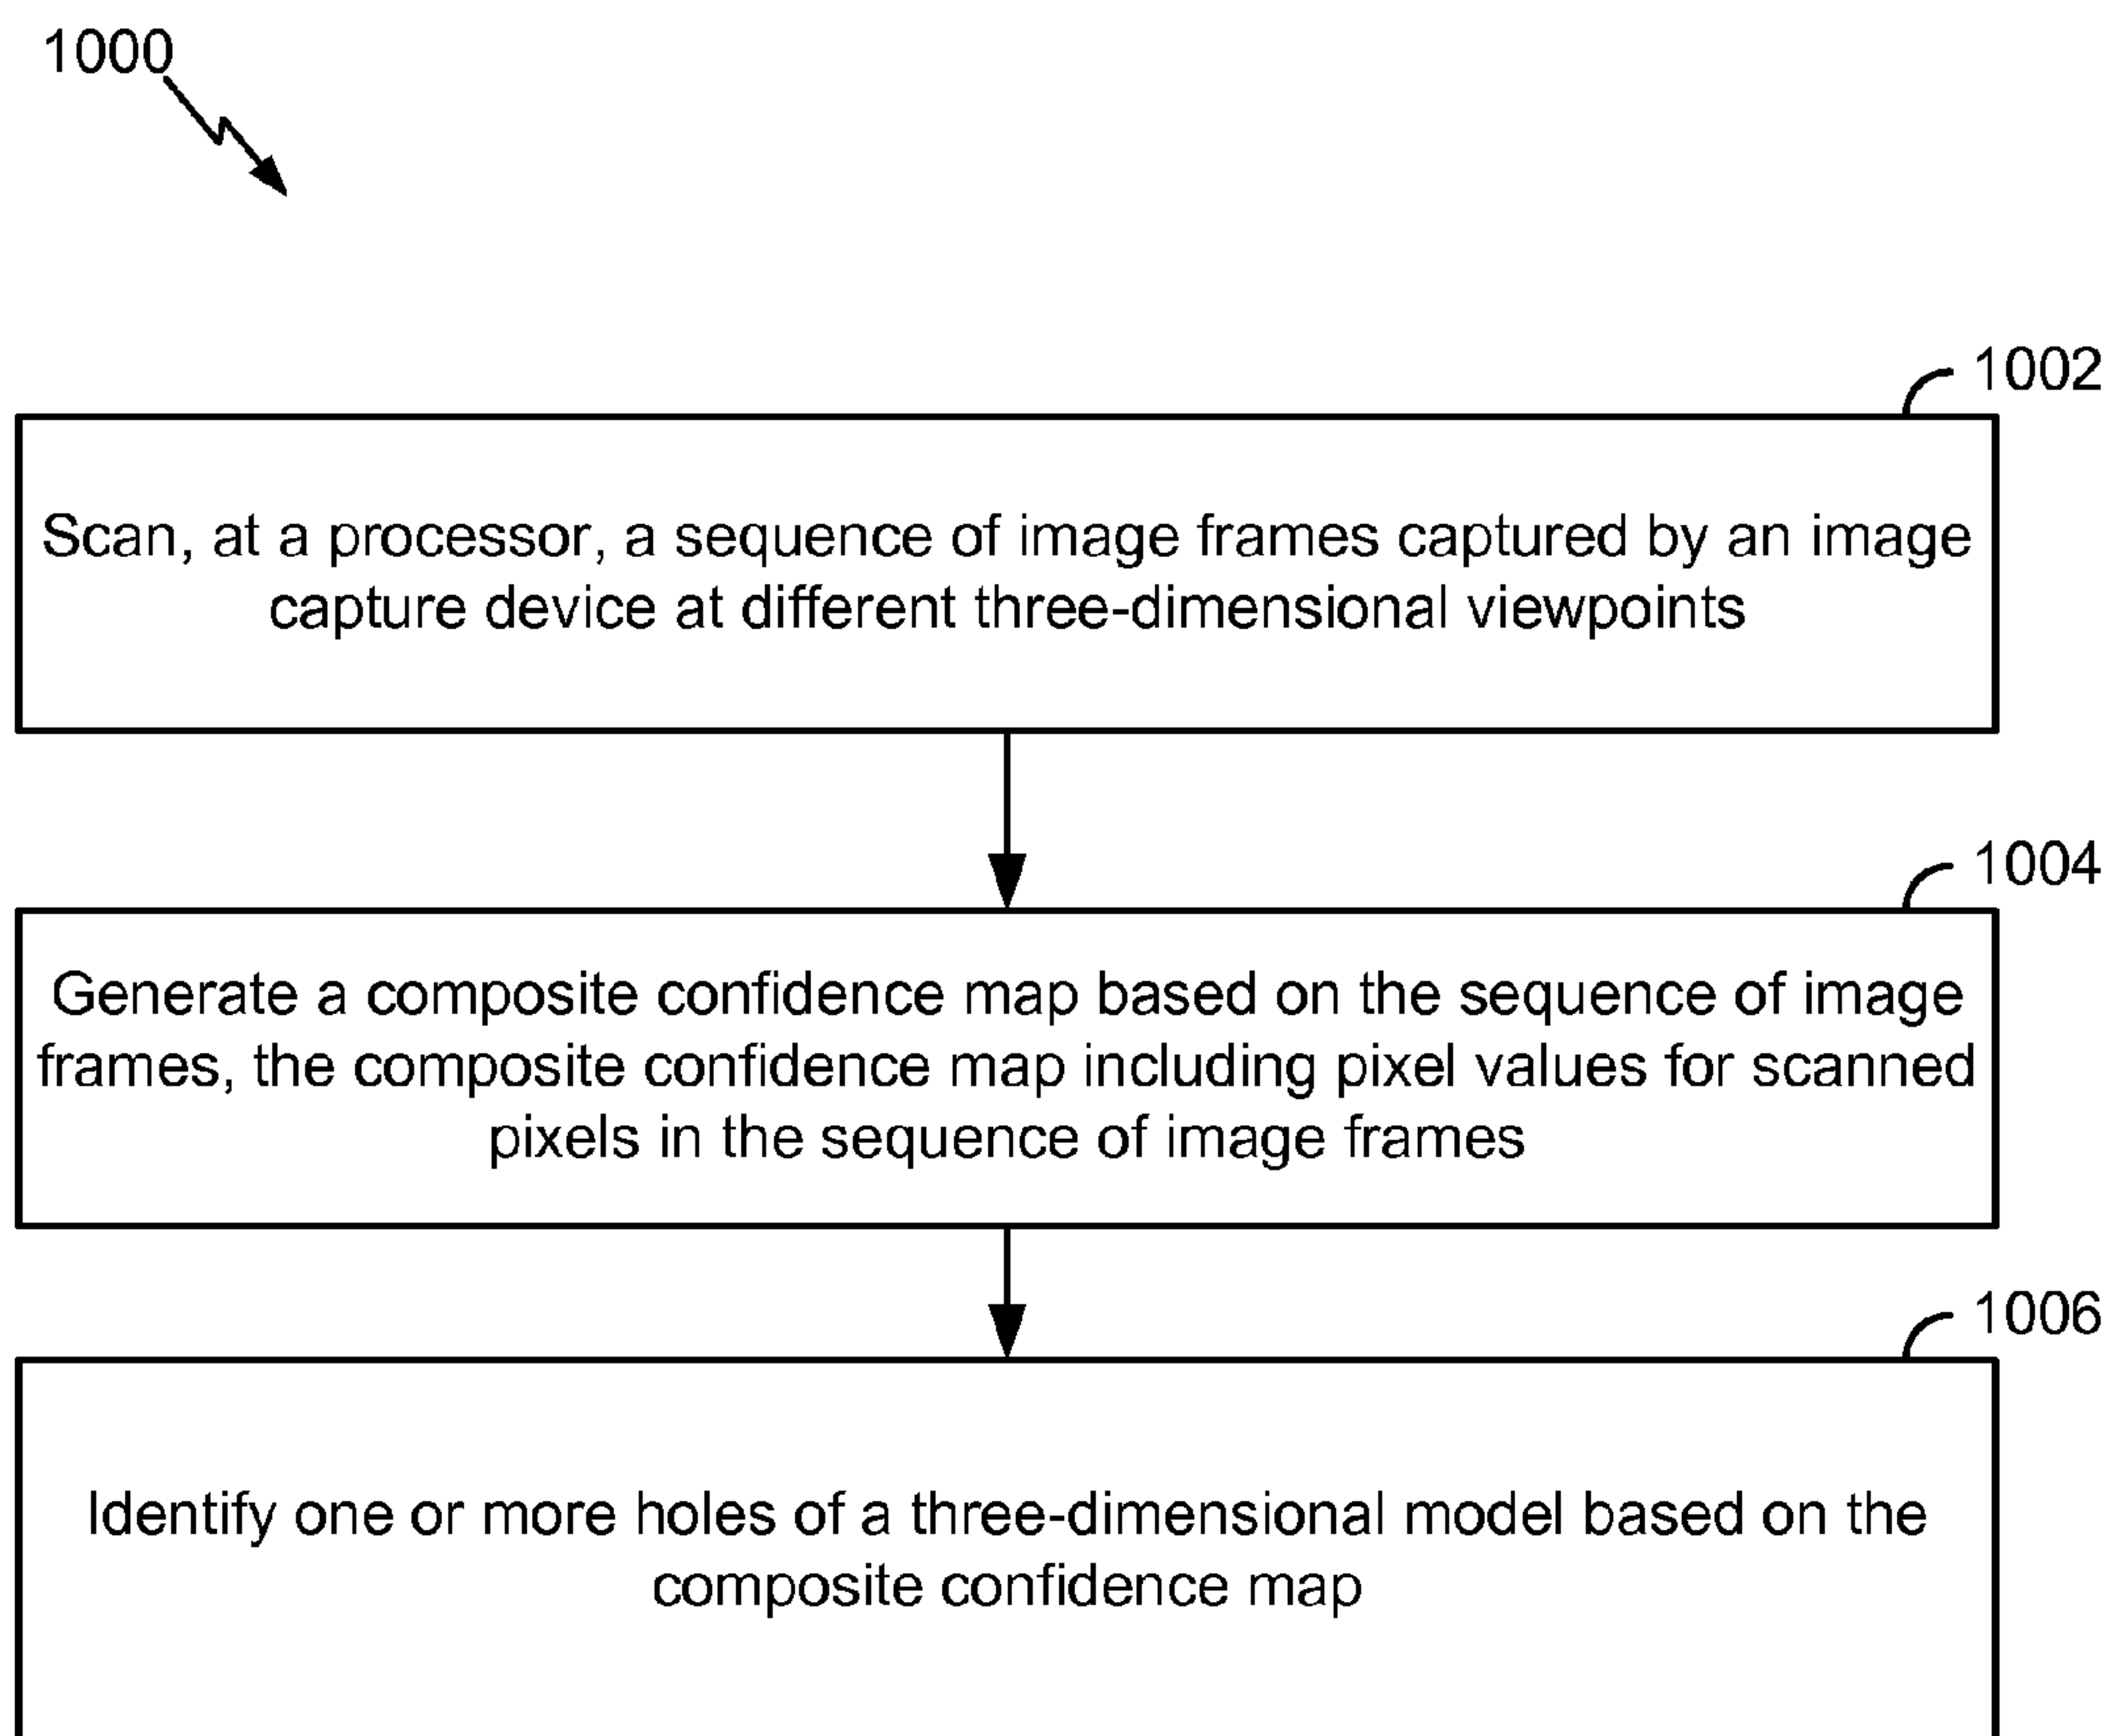 1000
1002
Scan, at a processor, a sequence of image frames captured by an image
capture device at different three-dimensional viewpoints
1004
Generate a composite confidence map based on the sequence of image
frames, the composite confidence map including pixel values for scanned
pixels in the sequence of image frames
1006
Identify one or more holes of a three-dimensional model based on the
composite confidence map